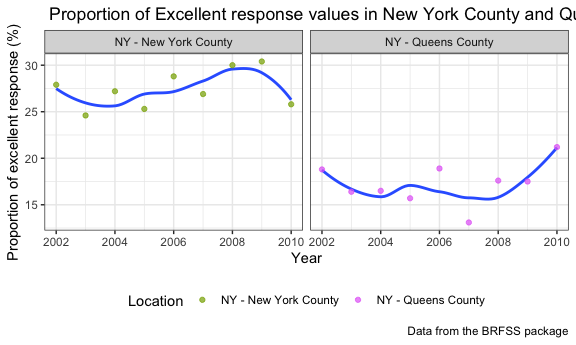 Proportion of Excellent response values in New York County and Qu
NY - New York County
NY - Queens County
Proportion of excellent response (%)
30
25
20
15
2002 2004 2006 2008 2010
2002 2004 2006 2008 2010
Year
Location NY - New York County NY - Queens County
Data from the BRFSS package